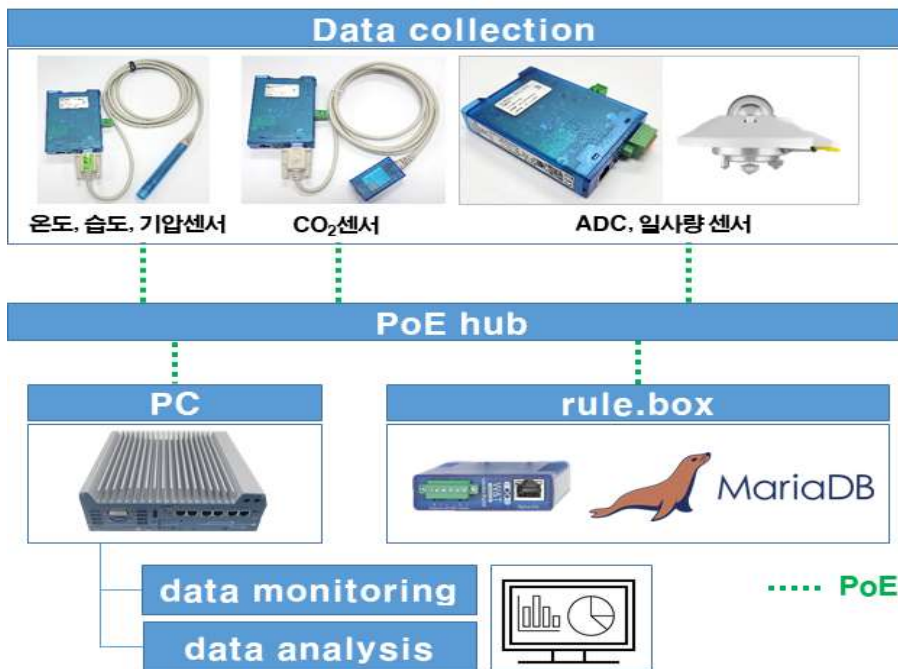 Data collection
온도, 습도, 기압센서
CO₂센서
ADC, 일사량 센서
PoE hub
PC
rule.box
W&T
MariaDB
data monitoring
data analysis
PoE